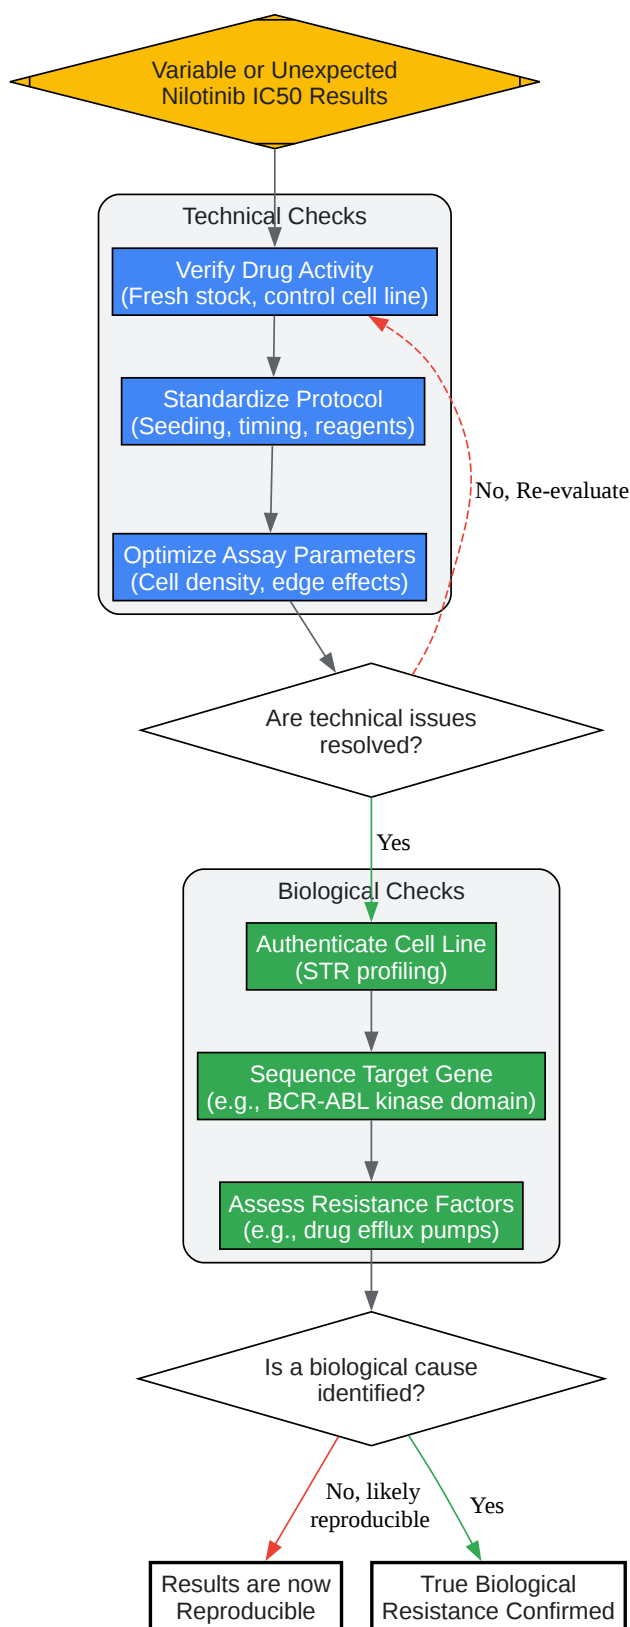 Variable or Unexpected
Nilotinib IC50 Results
Technical Checks
Verify Drug Activity
(Fresh stock, control cell line)
Standardize Protocol
(Seeding, timing, reagents)
No, Re-evaluate
Optimize Assay Parameters
(Cell density, edge effects)
Are technical issues
resolved?
Yes
Biological Checks
Authenticate Cell Line
(STR profiling)
Sequence Target Gene
(e.g., BCR-ABL kinase domain)
Assess Resistance Factors
(e.g., drug efflux pumps)
Is a biological cause
identified?
No, likely
reproducible
Yes
Results are now
Reproducible
True Biological
Resistance Confirmed